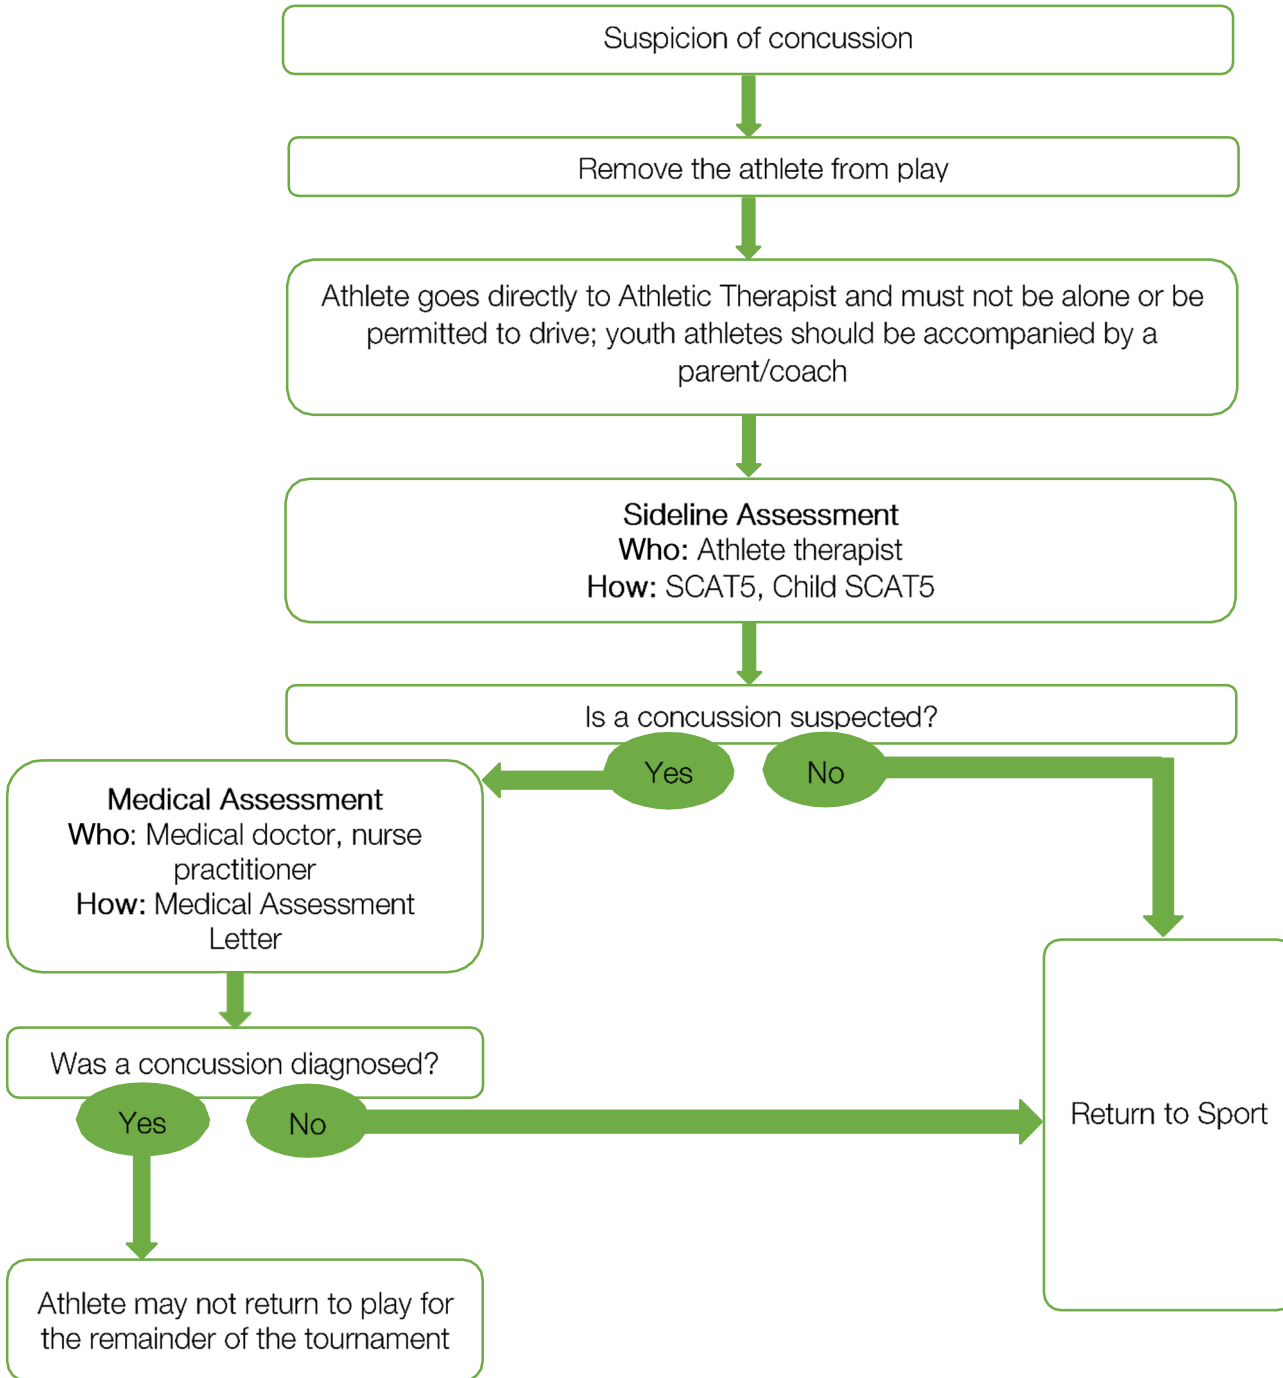 Suspicion of concussion
Remove the athlete from play
Athlete goes directly to Athletic Therapist and must not be alone or be
permitted to drive; youth athletes should be accompanied by a
parent/coach
Sideline Assessment
Who: Athlete therapist
How: SCAT5, Child SCAT5
Is a concussion suspected?
Yes
No
Medical Assessment
Who: Medical doctor, nurse
practitioner
How: Medical Assessment
Letter
Was a concussion diagnosed?
Yes
No
Return to Sport
Athlete may not return to play for
the remainder of the tournament